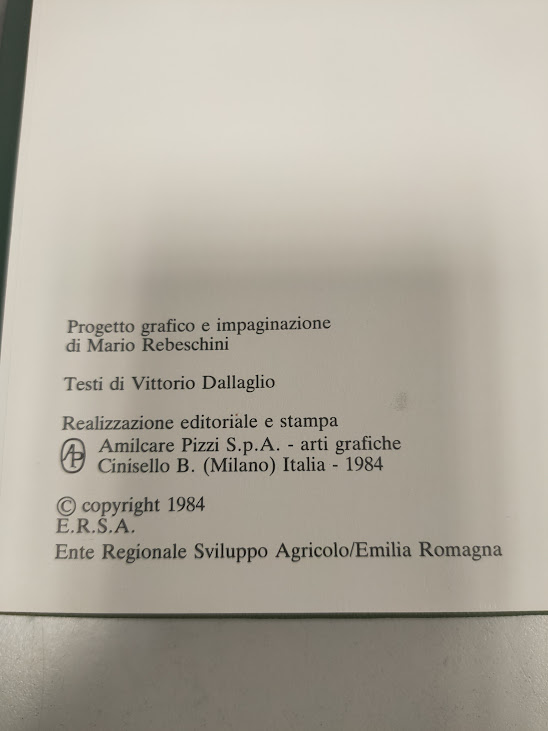 Progetto grafico e impaginazione
di Mario Rebeschini
Testi di Vittorio Dallaglio
Realizzazione editoriale e stampa
AP Amilcare Pizzi S.p.A. - arti grafiche
Cinisello B. (Milano) Italia - 1984
© copyright 1984
E.R.S.A.
Ente Regionale Sviluppo Agricolo/Emilia Romagna